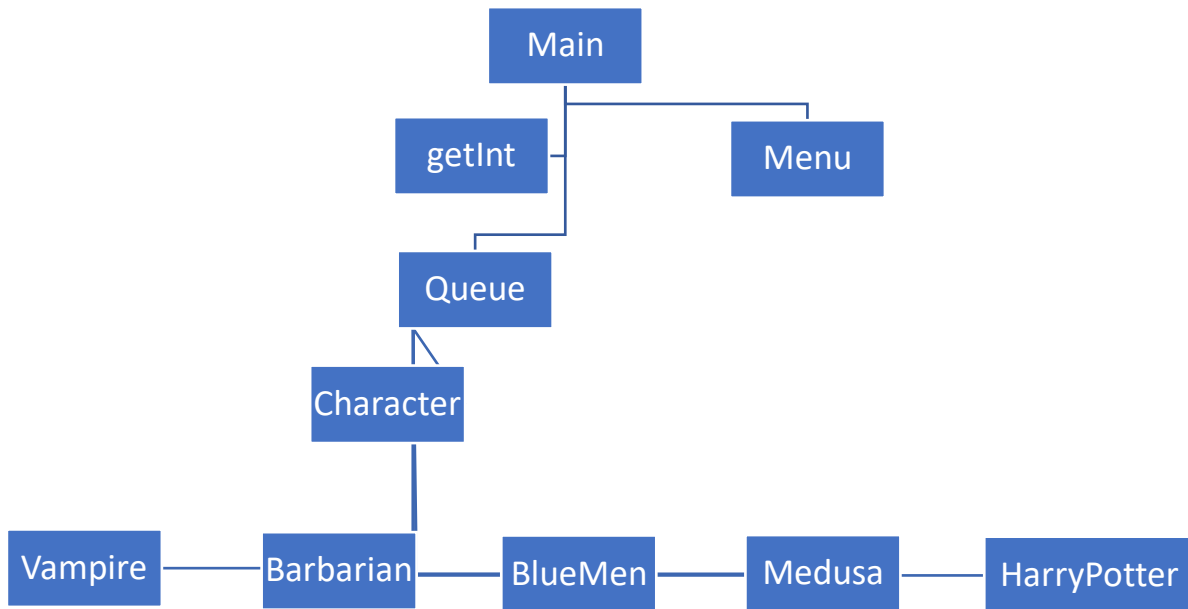 Main
getInt
Menu
Queue
Character
Vampire
Barbarian
BlueMen
Medusa
HarryPotter